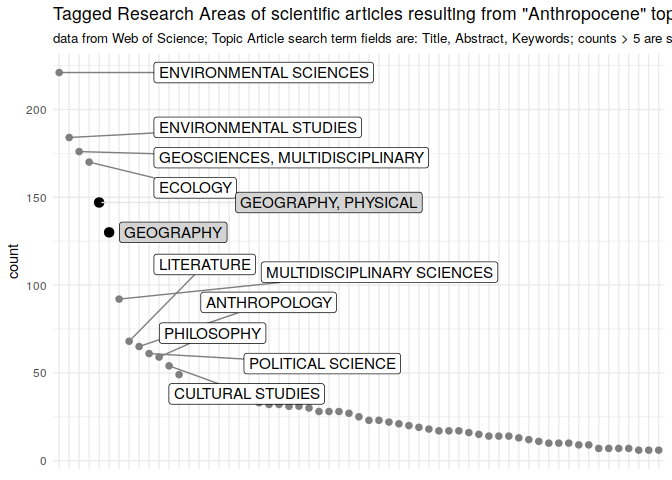 Tagged Research Areas of scientific articles resulting from "Anthropocene" top
data from Web of Science; Topic Article search term fields are: Title, Abstract, Keywords; counts > 5 are s
ENVIRONMENTAL SCIENCES
200
ENVIRONMENTAL STUDIES
GEOSCIENCES, MULTIDISCIPLINARY
ECOLOGY
150
GEOGRAPHY, PHYSICAL
GEOGRAPHY
count
LITERATURE
MULTIDISCIPLINARY SCIENCES
100
ANTHROPOLOGY
PHILOSOPHY
POLITICAL SCIENCE
50
CULTURAL STUDIES
0